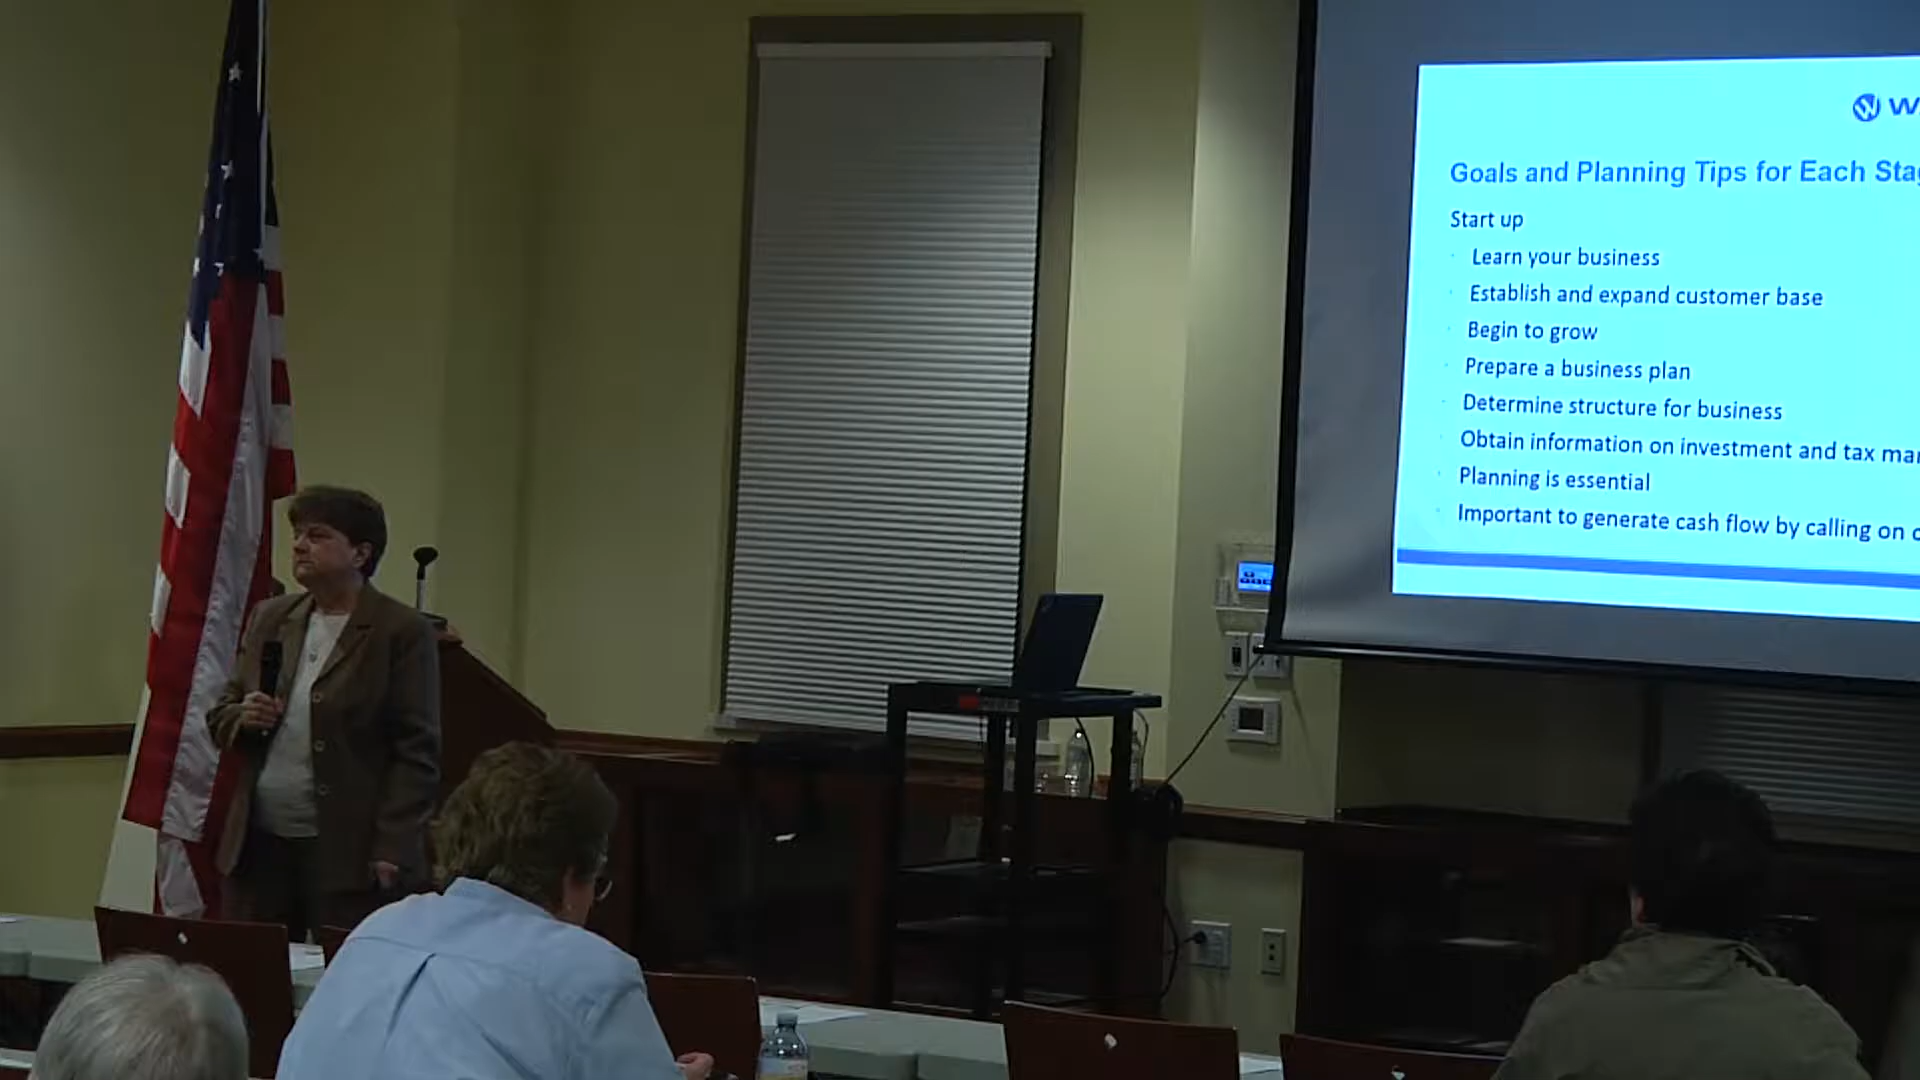 W
Goals and Planning Tips for Each
Start up
Learn your business
Establish and expand customer base
Begin to grow
Prepare a business plan
Determine structure for business
Obtain information on investment and tax
Planning is essential
Important to generate cash flow by calling on